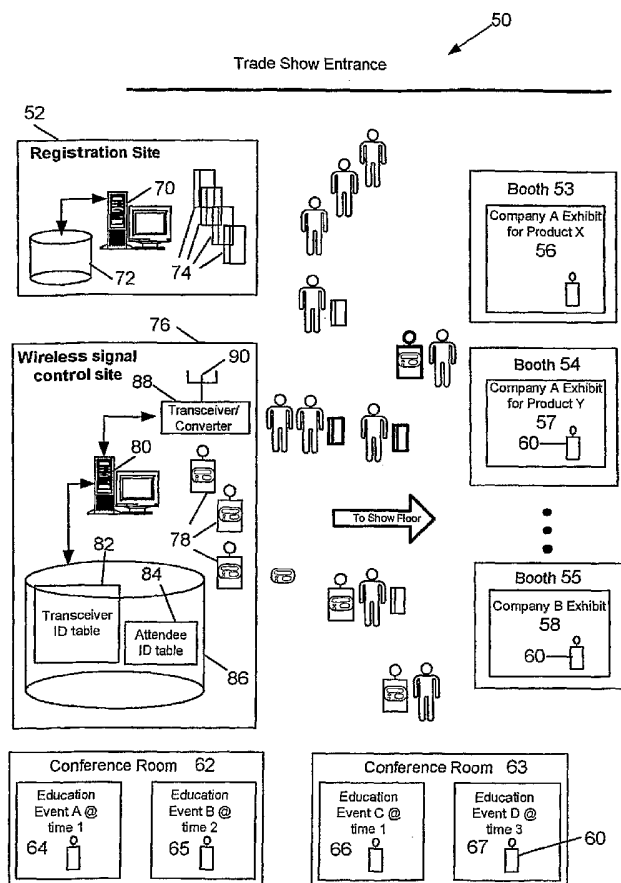 50
Trade Show Entrance
52
Registration Site
70
72
74
Booth 53
Company A Exhibit
for Product X
56
76
Wireless signal
control site
90
88
Transceiver/
Converter
80
78
82
Transceiver
ID table
84
Attendee
ID table
86
To Show Floor
Booth 54
Company A Exhibit
for Product Y
57
60
Booth 55
Company B Exhibit
58
60
Conference Room 62
Education
Event A @
time 1
64
Education
Event B @
time 2
65
Conference Room 63
Education
Event C @
time 1
66
Education
Event D @
time 3
67
60